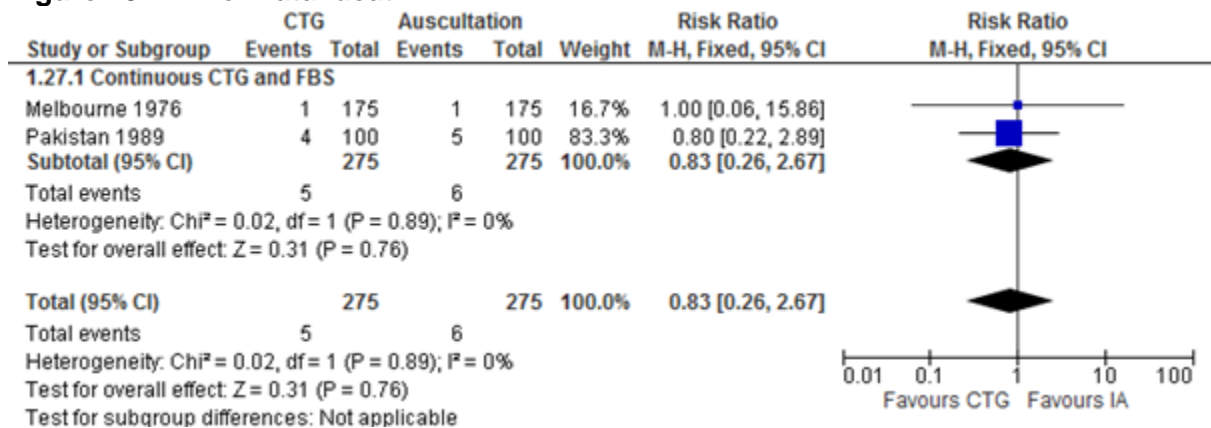 CTG Auscultation Risk Ratio Risk Ratio
Study or Subgroup Events Total Events Total Weight M-H, Fixed, 95% CI M-H, Fixed, 95% CI
1.27.1 Continuous CTG and FBS
Melbourne 1976 1 175 1 175 16.7% 1.00 [0.06, 15.86]
Pakistan 1989 4 100 5 100 83.3% 0.80 [0.22, 2.89]
Subtotal (95% CI) 275 275 100.0% 0.83 [0.26, 2.67]
Total events 5 6
Heterogeneity: Chi² = 0.02, df = 1 (P = 0.89); I² = 0%
Test for overall effect: Z = 0.31 (P = 0.76)
Total (95% CI) 275 275 100.0% 0.83 [0.26, 2.67]
Total events 5 6
Heterogeneity: Chi² = 0.02, df = 1 (P = 0.89); I² = 0%
Test for overall effect: Z = 0.31 (P = 0.76)
Test for subgroup differences: Not applicable
0.01 0.1 1 10 100
Favours CTG Favours IA